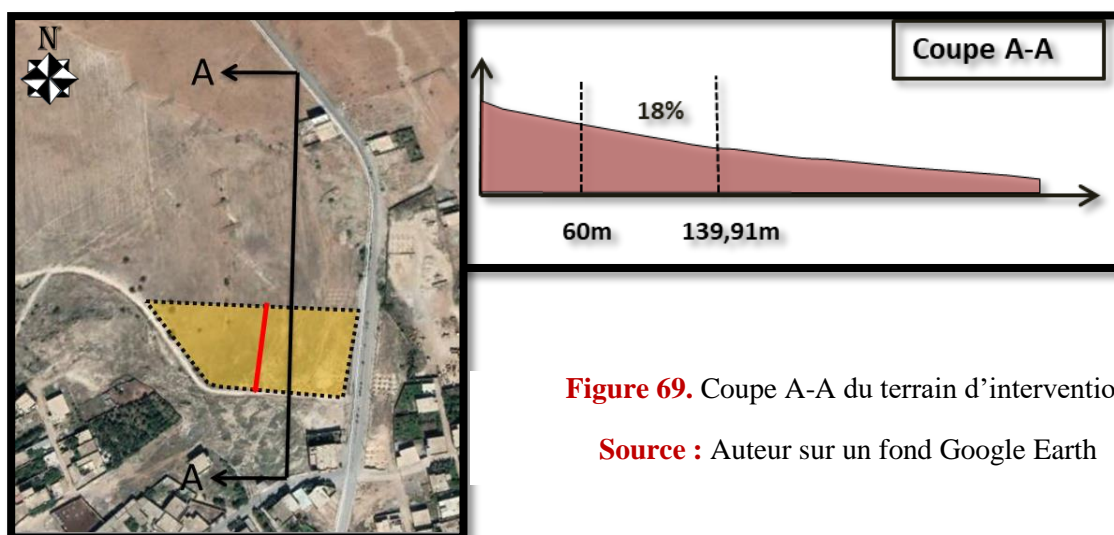 N
A
A
Coupe A-A
18%
60m
139,91m
Figure 69. Coupe A-A du terrain d’interventio
Source : Auteur sur un fond Google Earth